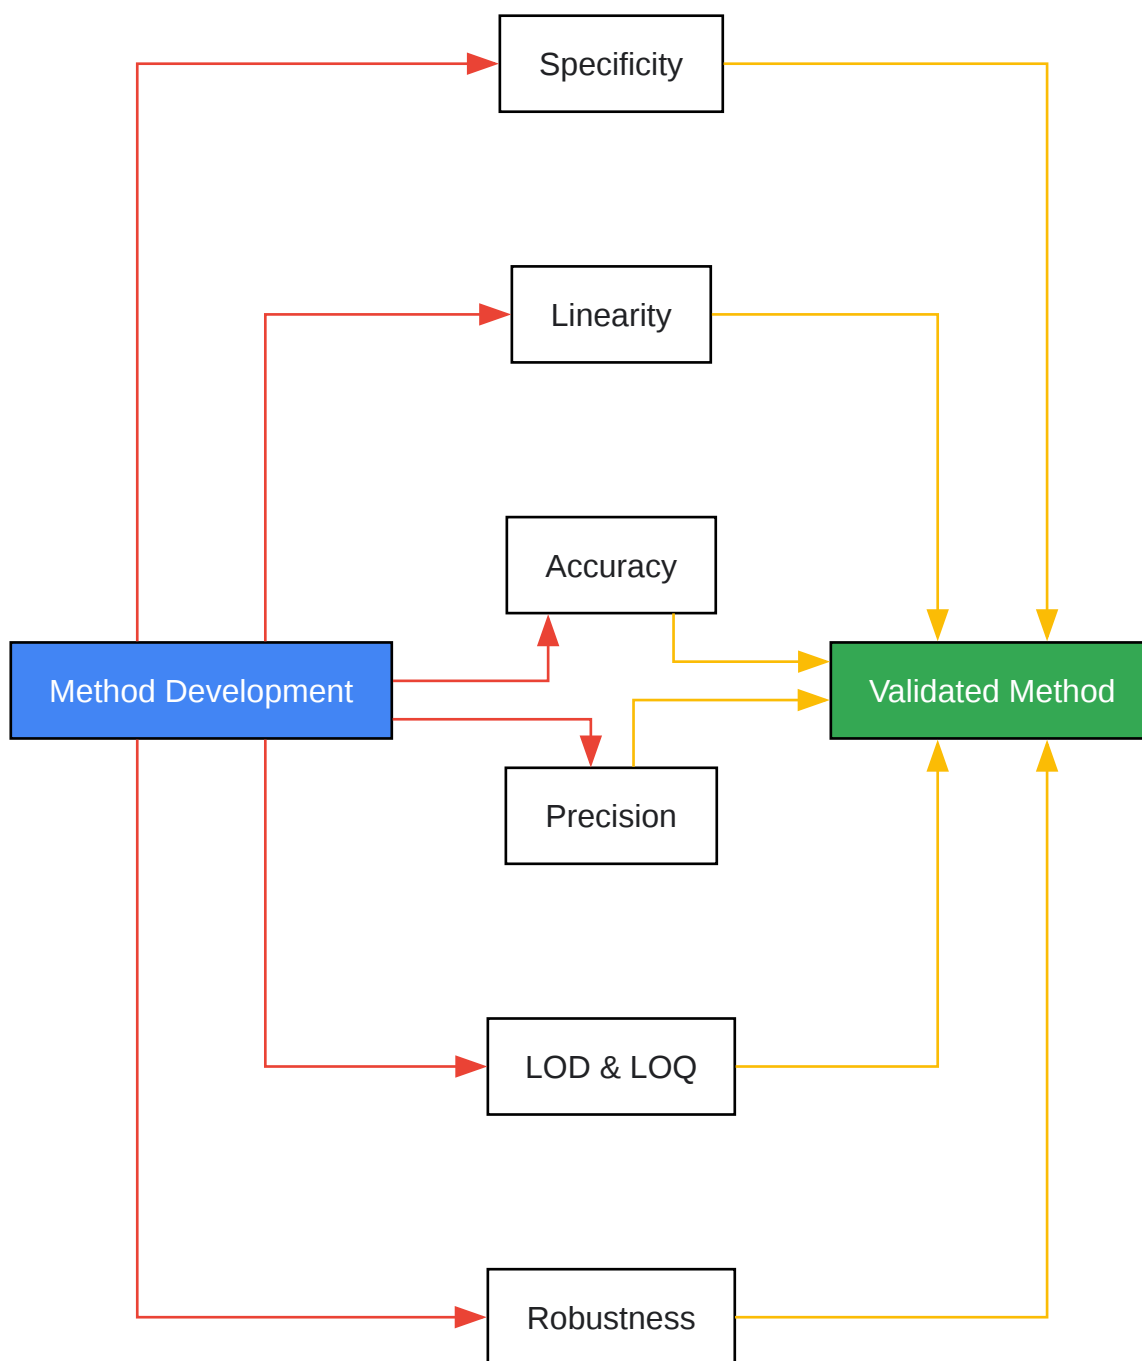 Specificity
Linearity
Accuracy
Method Development
Validated Method
Precision
LOD & LOQ
Robustness